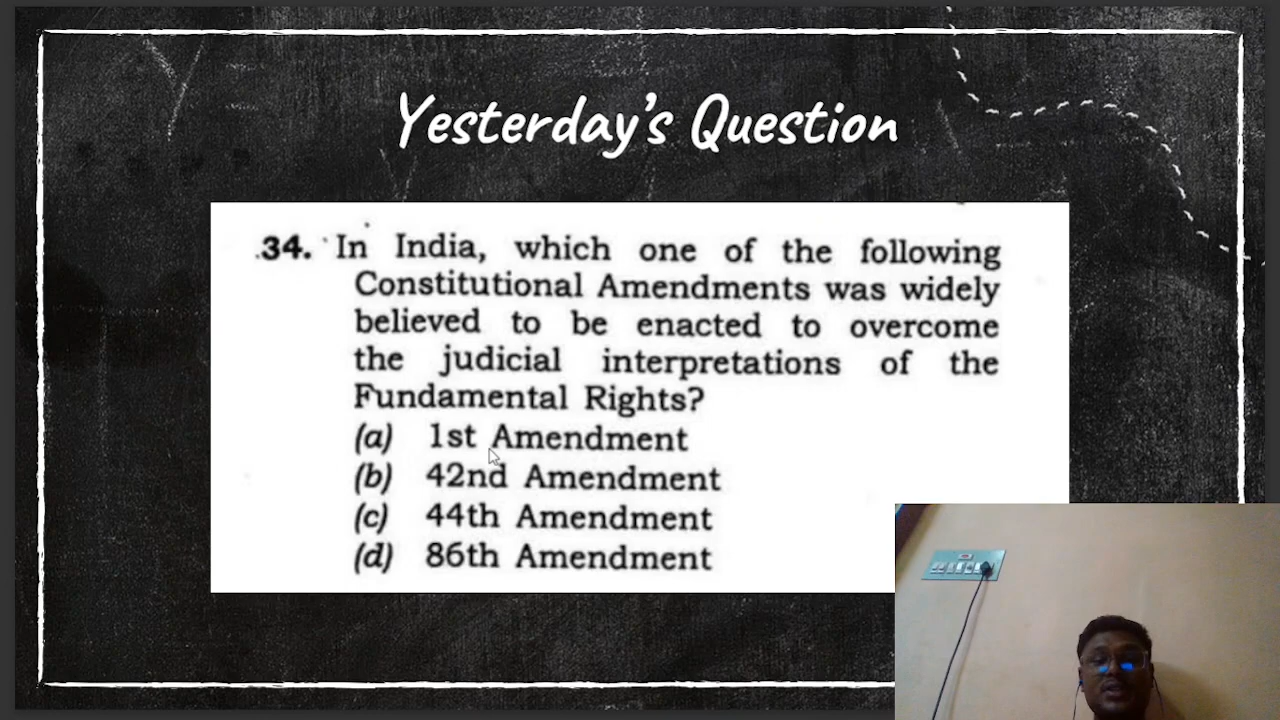 Yesterday's Question
34. In India, which one of the following
Constitutional Amendments was widely
believed to be enacted to overcome
the judicial interpretations of the
Fundamental Rights?
(a) 1st Amendment
(b) 42nd Amendment
(c) 44th Amendment
(d) 86th Amendment